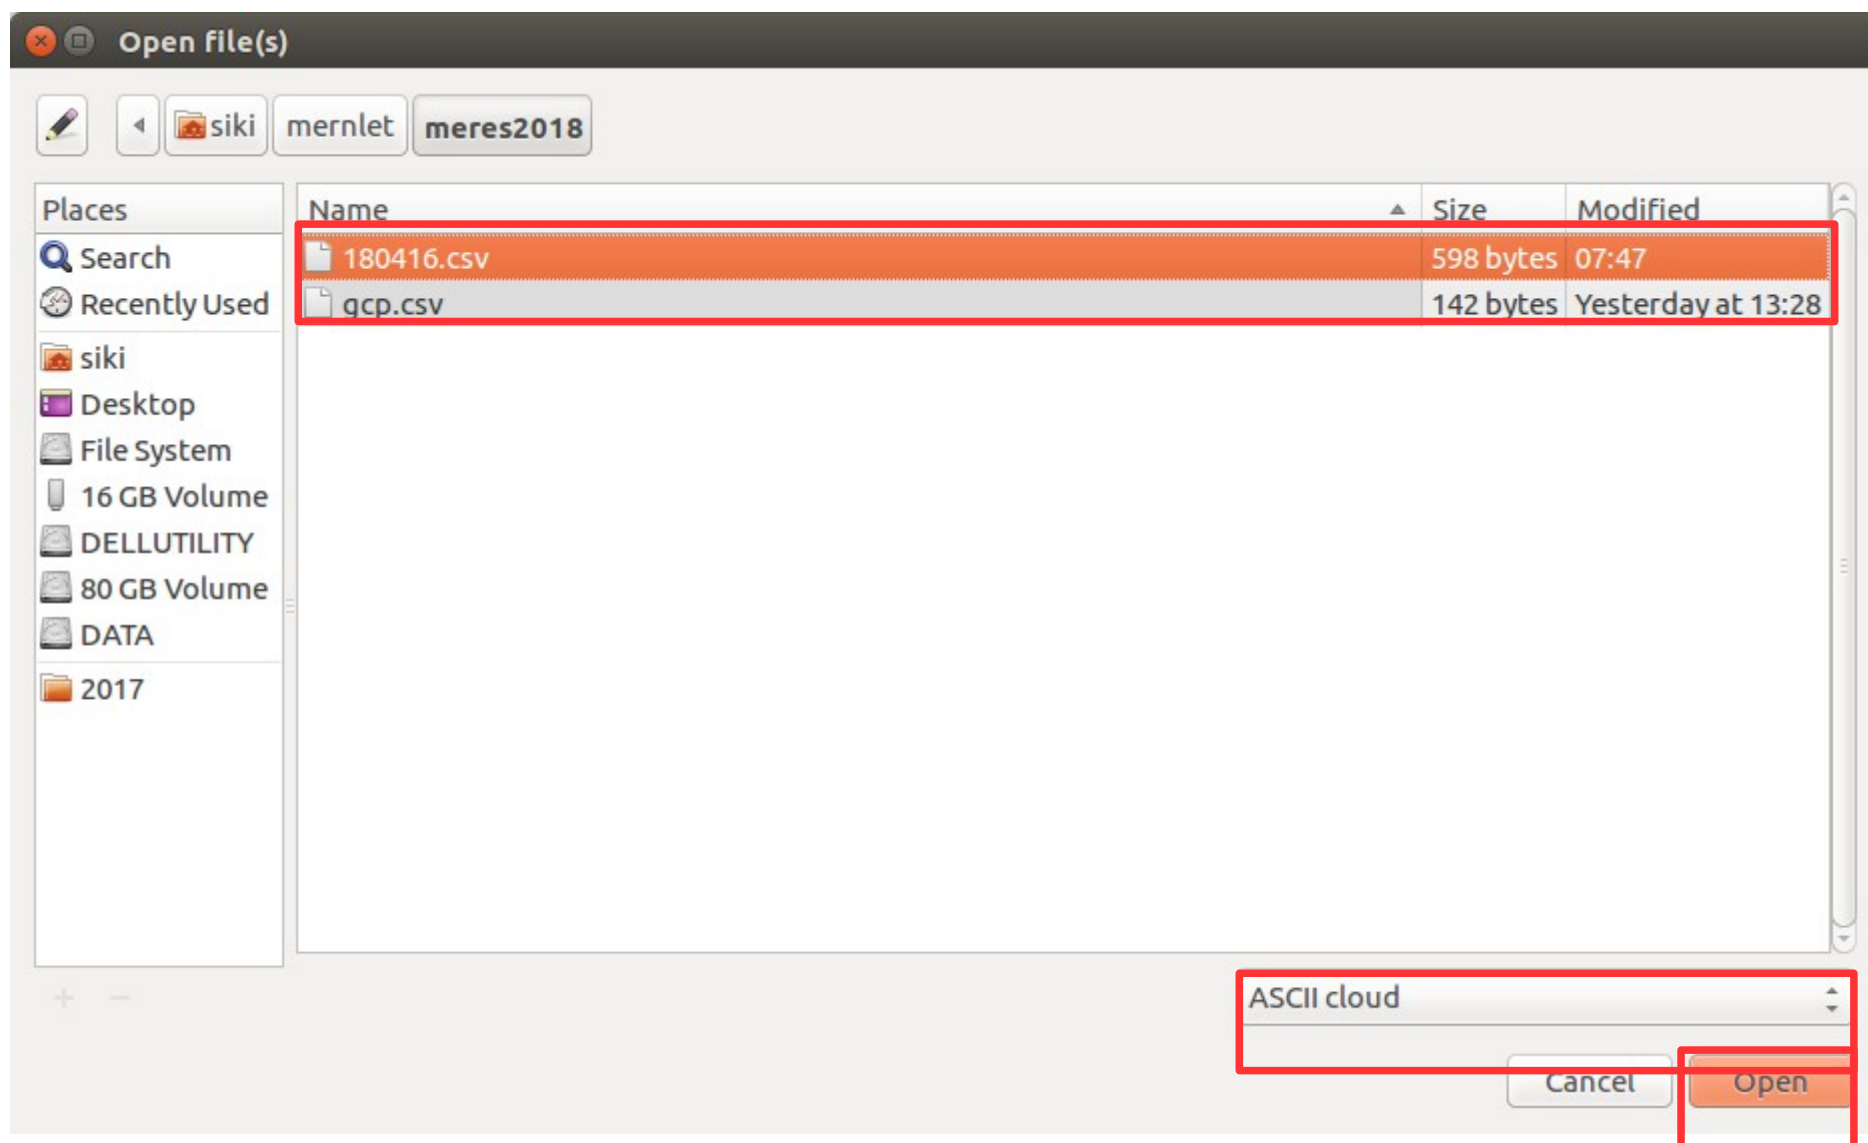 Open file(s)
siki mernlet meres2018
Places
Search
Recently Used
siki
Desktop
File System
16 GB Volume
DELLUTILITY
80 GB Volume
DATA
2017
Name Size Modified
180416.csv 598 bytes 07:47
gcp.csv 142 bytes Yesterday at 13:28
ASCII cloud
Cancel Open